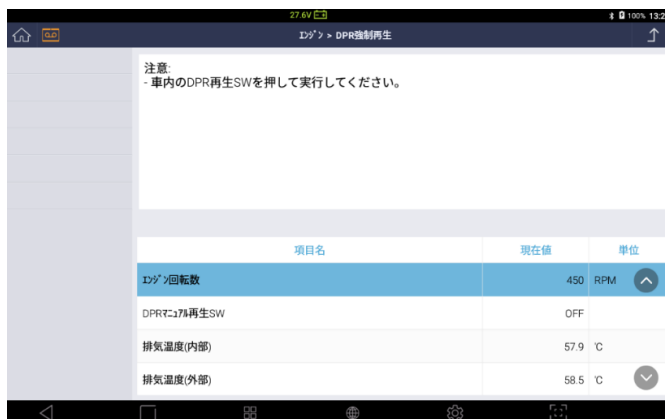 27.6V
100% 13:2
ｴﾝｼﾞﾝ > DPR強制再生
注意:
- 車内のDPR再生SWを押して実行してください。
項目名 現在値 単位
ｴﾝｼﾞﾝ回転数 450 RPM
DPRﾏﾆｭｱﾙ再生SW OFF
排気温度(内部) 57.9 ℃
排気温度(外部) 58.5 ℃